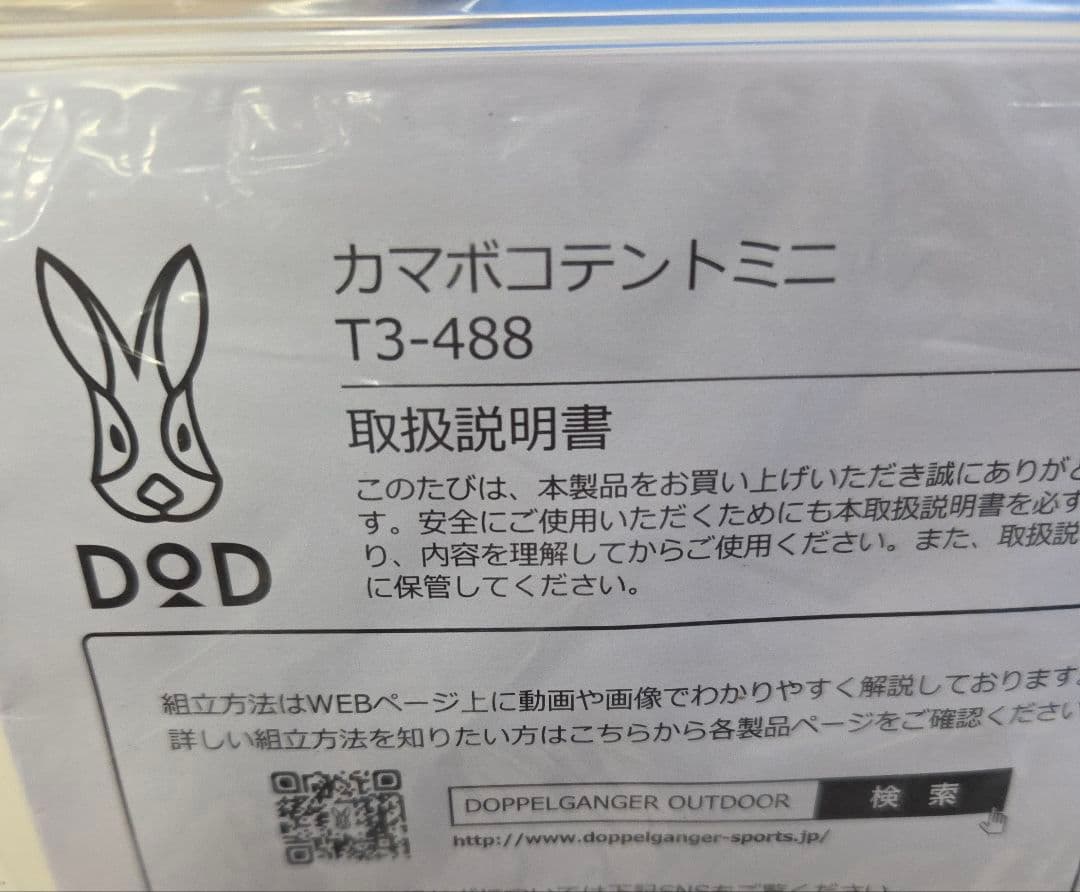 カマボコテントミニ
T3-488
取扱説明書
このたびは、本製品をお買い上げいただき誠にありがと
す。安全にご使用いただくためにも本取扱説明書を必ず
り、内容を理解してからご使用ください。また、取扱説
に保管してください。
DOD
組立方法はWEBページ上に動画や画像でわかりやすく解説しております。
詳しい組立方法を知りたい方はこちらから各製品ページをご確認ください
DOPPELGANGER OUTDOOR 検 索
http://www.doppelganger-sports.jp/